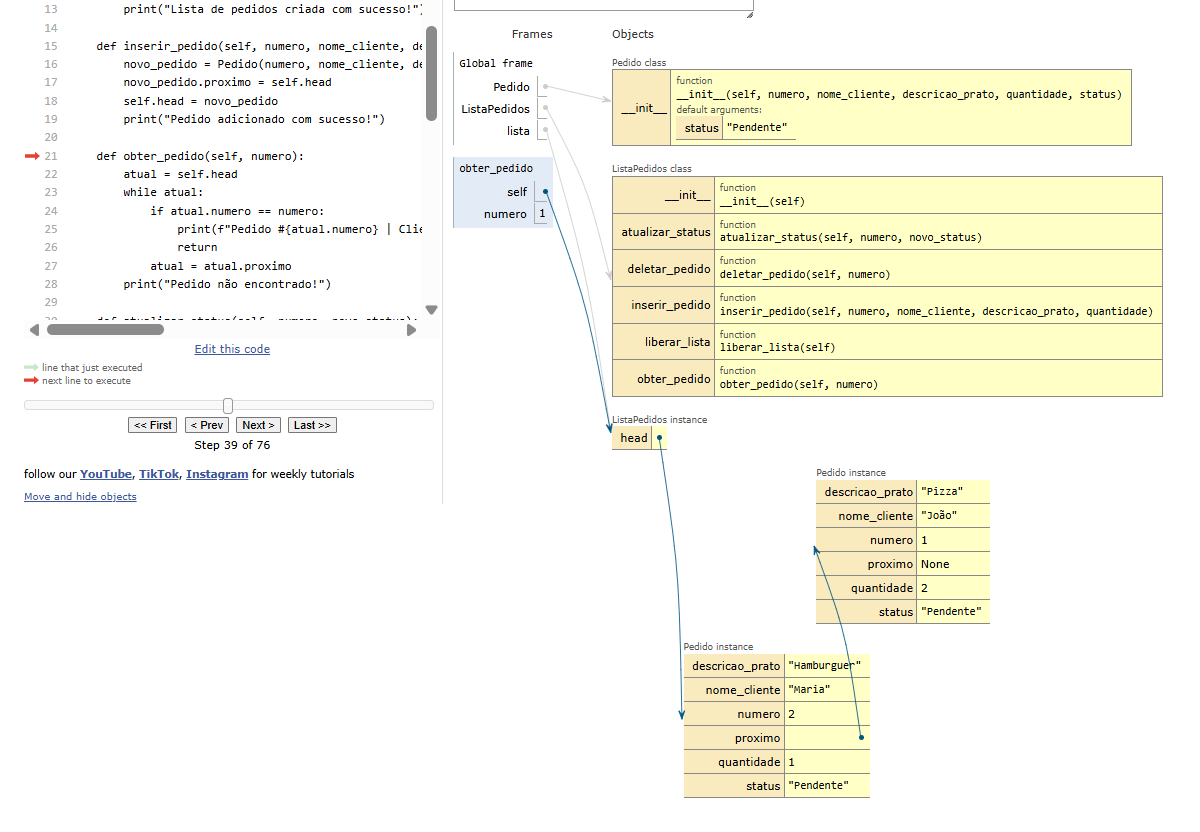 13 print("Lista de pedidos criada com sucesso!")
14
15 def inserir_pedido(self, numero, nome_cliente, de
16 novo_pedido = Pedido(numero, nome_cliente, de
17 novo_pedido.proximo = self.head
18 self.head = novo_pedido
19 print("Pedido adicionado com sucesso!")
20
21 def obter_pedido(self, numero):
22 atual = self.head
23 while atual:
24 if atual.numero == numero:
25 print(f"Pedido #{atual.numero} | Clie
26 return
27 atual = atual.proximo
28 print("Pedido não encontrado!")
29
Edit this code
line that just executed
next line to execute
<< First < Prev Next > Last >>
Step 39 of 76
follow our YouTube, TikTok, Instagram for weekly tutorials
Move and hide objects
Frames Objects
Global frame
Pedido
ListaPedidos
lista
obter_pedido
self
numero 1
Pedido class
__init__
function
__init__(self, numero, nome_cliente, descricao_prato, quantidade, status)
default arguments:
status "Pendente"
ListaPedidos class
__init__ function
__init__(self)
atualizar_status function
atualizar_status(self, numero, novo_status)
deletar_pedido function
deletar_pedido(self, numero)
inserir_pedido function
inserir_pedido(self, numero, nome_cliente, descricao_prato, quantidade)
liberar_lista function
liberar_lista(self)
obter_pedido function
obter_pedido(self, numero)
ListaPedidos instance
head
Pedido instance
descricao_prato "Pizza"
nome_cliente "João"
numero 1
proximo None
quantidade 2
status "Pendente"
Pedido instance
descricao_prato "Hamburguer"
nome_cliente "Maria"
numero 2
proximo
quantidade 1
status "Pendente"